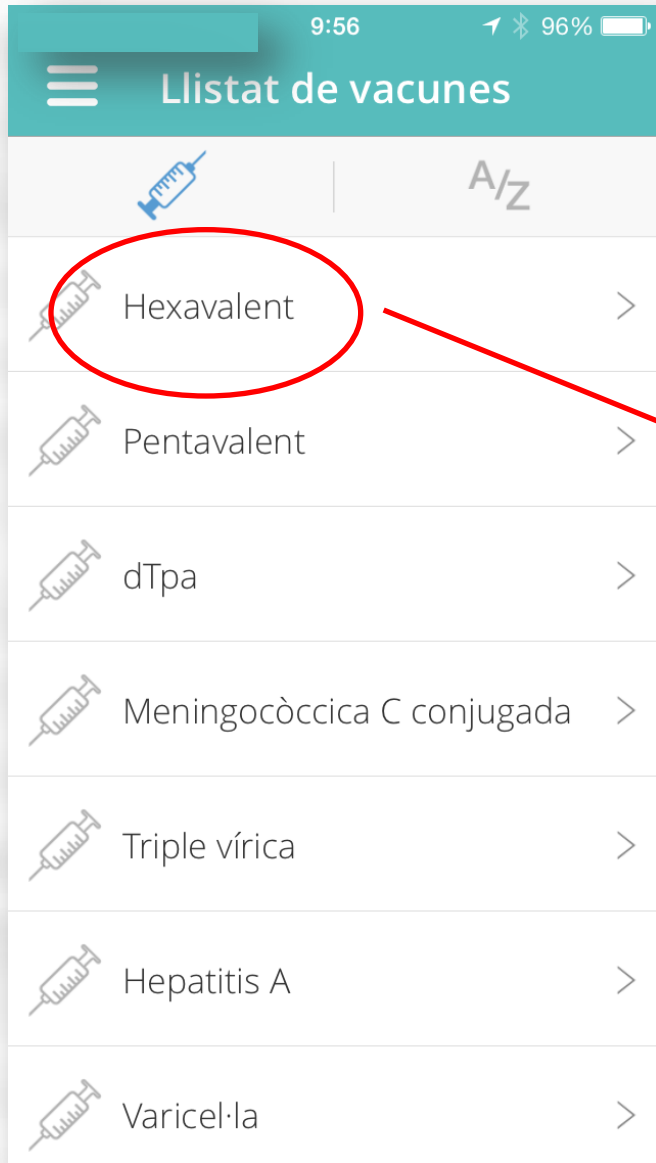 9:56 96%
Llistat de vacunes
A/Z
Hexavalent
Pentavalent
dTpa
Meningocòccica C conjugada
Triple vírica
Hepatitis A
Varicel·la